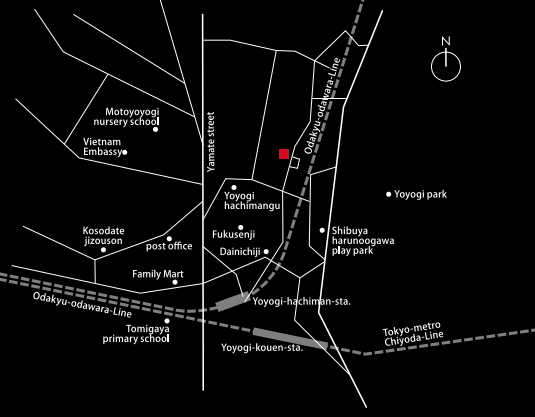 N
Odakyu-odawara-Line
Motoyoyogi
nursery school
Yamate street
Vietnam
Embassy
Yoyogi
hachimangu
Yoyogi park
Kosodate
jizouson
post office
Fukusenji
Dainichiji
Shibuya
harunoogawa
play park
Family Mart
Odakyu-odawara-Line
Yoyogi-hachiman-sta.
Tomigaya
primary school
Tokyo-metro
Chiyoda-Line
Yoyogi-kouen-sta.